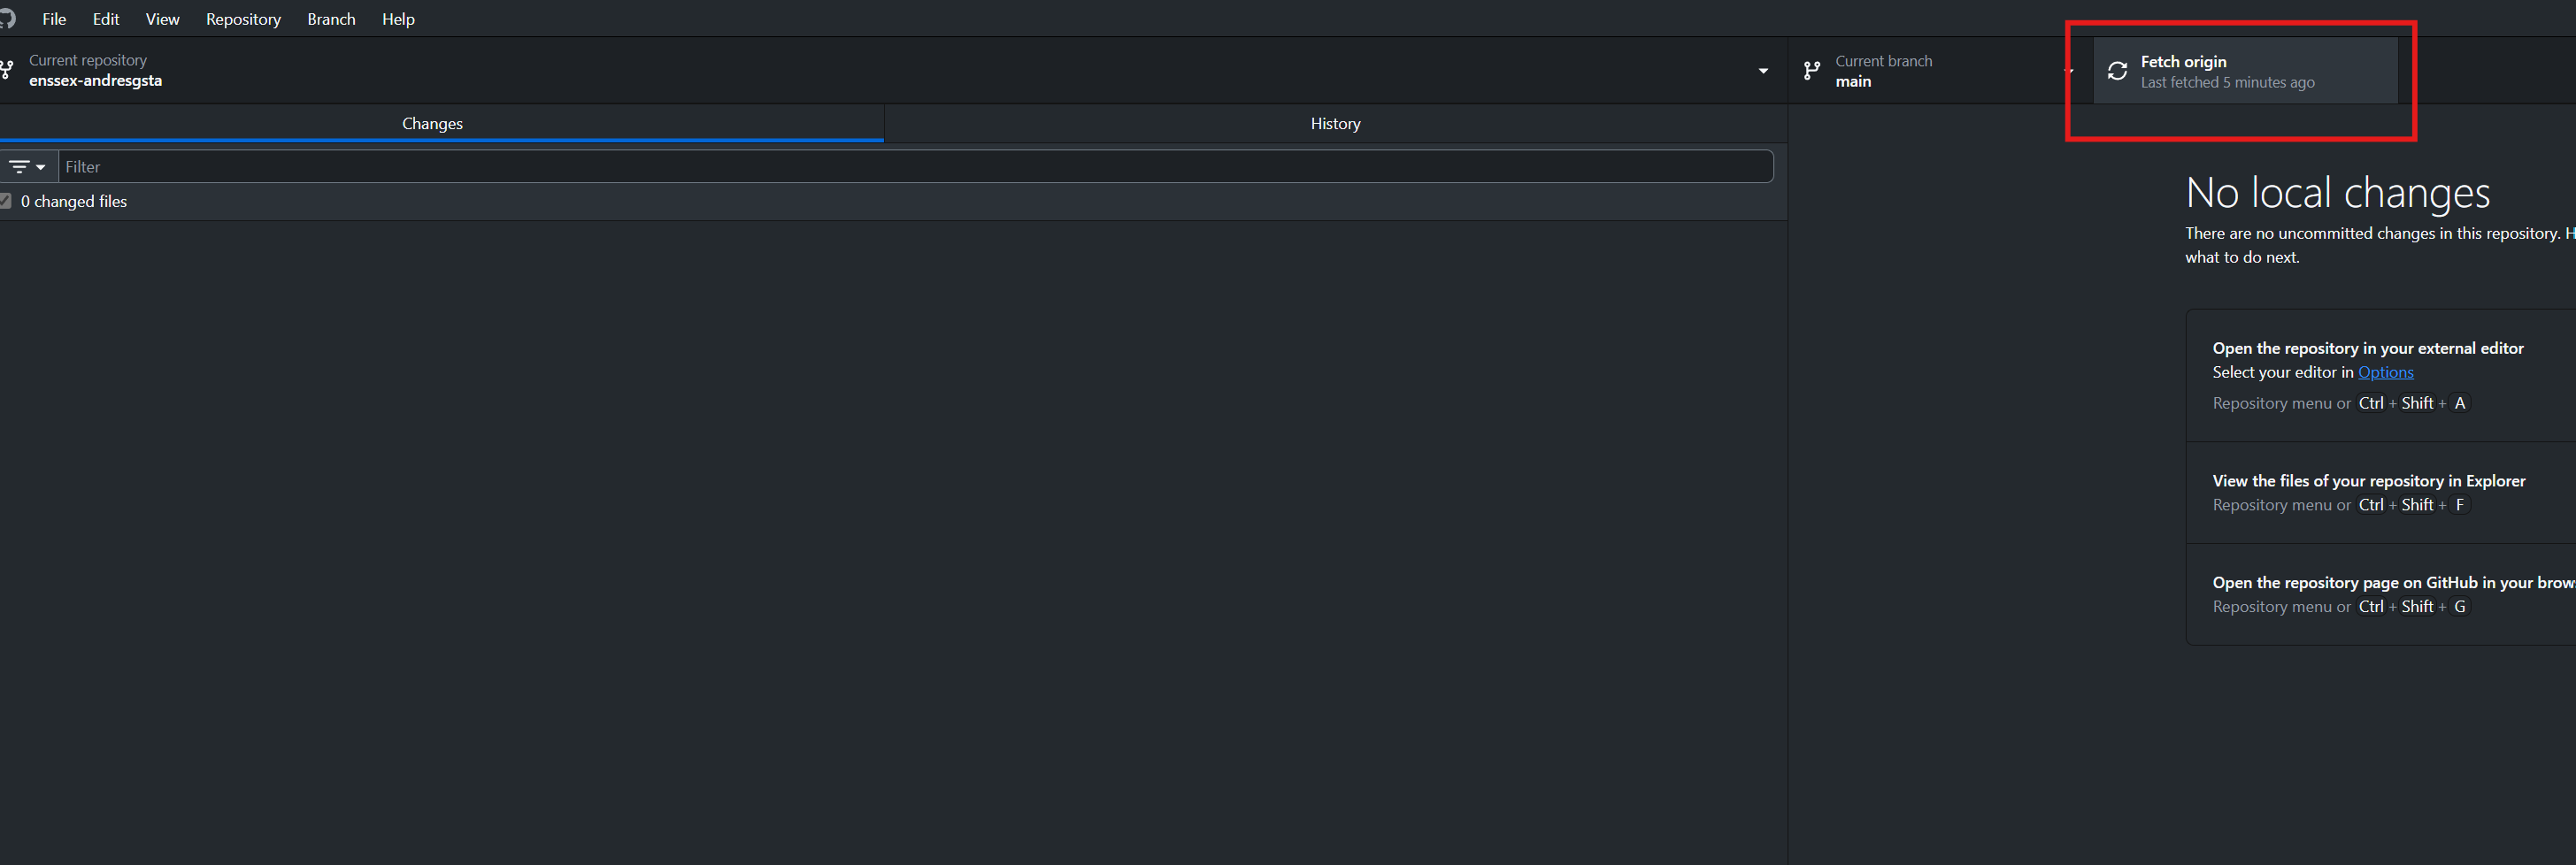 File Edit View Repository Branch Help
Current repository
enssex-andresgsta
Current branch
main
Fetch origin
Last fetched 5 minutes ago
Changes
History
Filter
0 changed files
No local changes
There are no uncommitted changes in this repository. H
what to do next.
Open the repository in your external editor
Select your editor in Options
Repository menu or Ctrl + Shift + A
View the files of your repository in Explorer
Repository menu or Ctrl + Shift + F
Open the repository page on GitHub in your brow
Repository menu or Ctrl + Shift + G